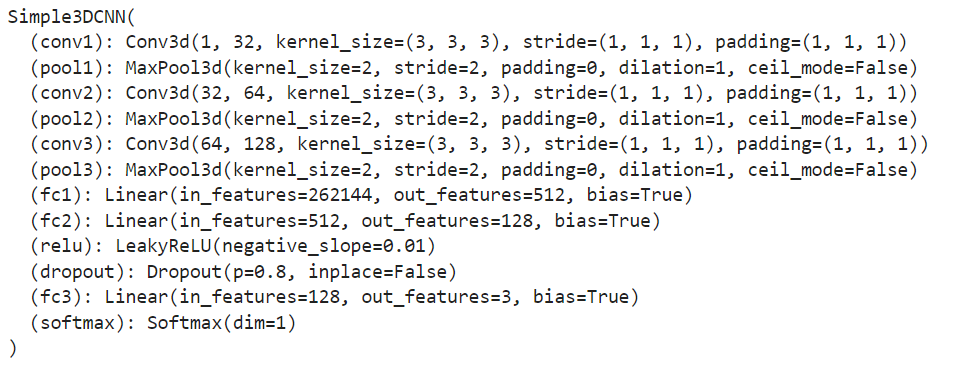 Simple3DCNN(
  (conv1): Conv3d(1, 32, kernel_size=(3, 3, 3), stride=(1, 1, 1), padding=(1, 1, 1))
  (pool1): MaxPool3d(kernel_size=2, stride=2, padding=0, dilation=1, ceil_mode=False)
  (conv2): Conv3d(32, 64, kernel_size=(3, 3, 3), stride=(1, 1, 1), padding=(1, 1, 1))
  (pool2): MaxPool3d(kernel_size=2, stride=2, padding=0, dilation=1, ceil_mode=False)
  (conv3): Conv3d(64, 128, kernel_size=(3, 3, 3), stride=(1, 1, 1), padding=(1, 1, 1))
  (pool3): MaxPool3d(kernel_size=2, stride=2, padding=0, dilation=1, ceil_mode=False)
  (fc1): Linear(in_features=262144, out_features=512, bias=True)
  (fc2): Linear(in_features=512, out_features=128, bias=True)
  (relu): LeakyReLU(negative_slope=0.01)
  (dropout): Dropout(p=0.8, inplace=False)
  (fc3): Linear(in_features=128, out_features=3, bias=True)
  (softmax): Softmax(dim=1)
)